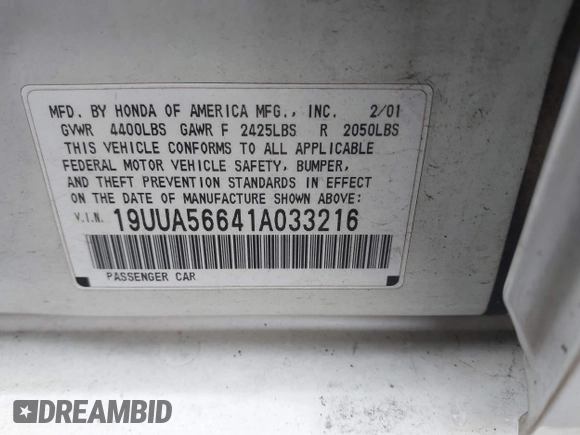 MFD. BY HONDA OF AMERICA MFG., INC. 2/01
GVWR 4400LBS GAWR F 2425LBS R 2050LBS
THIS VEHICLE CONFORMS TO ALL APPLICABLE
FEDERAL MOTOR VEHICLE SAFETY, BUMPER,
AND THEFT PREVENTION STANDARDS IN EFFECT
ON THE DATE OF MANUFACTURE SHOWN ABOVE:
V.I.N. 19UUA56641A033216
PASSENGER CAR
DREAMBID